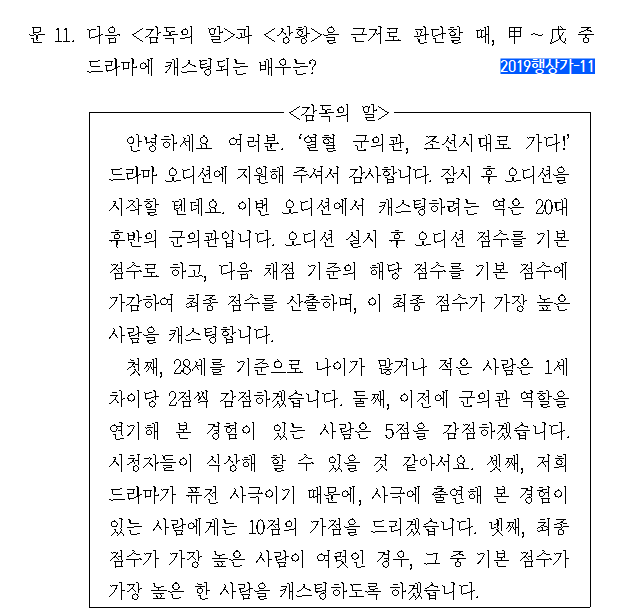 문 11. 다음 <감독의 말>과 <상황>을 근거로 판단할 때, 甲～戊 중
드라마에 캐스팅되는 배우는?
2019행상가-11
<감독의 말>
안녕하세요 여러분. ‘열혈 군의관, 조선시대로 가다!’
드라마 오디션에 지원해 주셔서 감사합니다. 잠시 후 오디션을
시작할 텐데요. 이번 오디션에서 캐스팅하려는 역은 20대
후반의 군의관입니다. 오디션 실시 후 오디션 점수를 기본
점수로 하고, 다음 채점 기준의 해당 점수를 기본 점수에
가감하여 최종 점수를 산출하며, 이 최종 점수가 가장 높은
사람을 캐스팅합니다.
첫째, 28세를 기준으로 나이가 많거나 적은 사람은 1세
차이당 2점씩 감점하겠습니다. 둘째, 이전에 군의관 역할을
연기해 본 경험이 있는 사람은 5점을 감점하겠습니다.
시청자들이 식상해 할 수 있을 것 같아서요. 셋째, 저희
드라마가 퓨전 사극이기 때문에, 사극에 출연해 본 경험이
있는 사람에게는 10점의 가점을 드리겠습니다. 넷째, 최종
점수가 가장 높은 사람이 여럿인 경우, 그 중 기본 점수가
가장 높은 한 사람을 캐스팅하도록 하겠습니다.